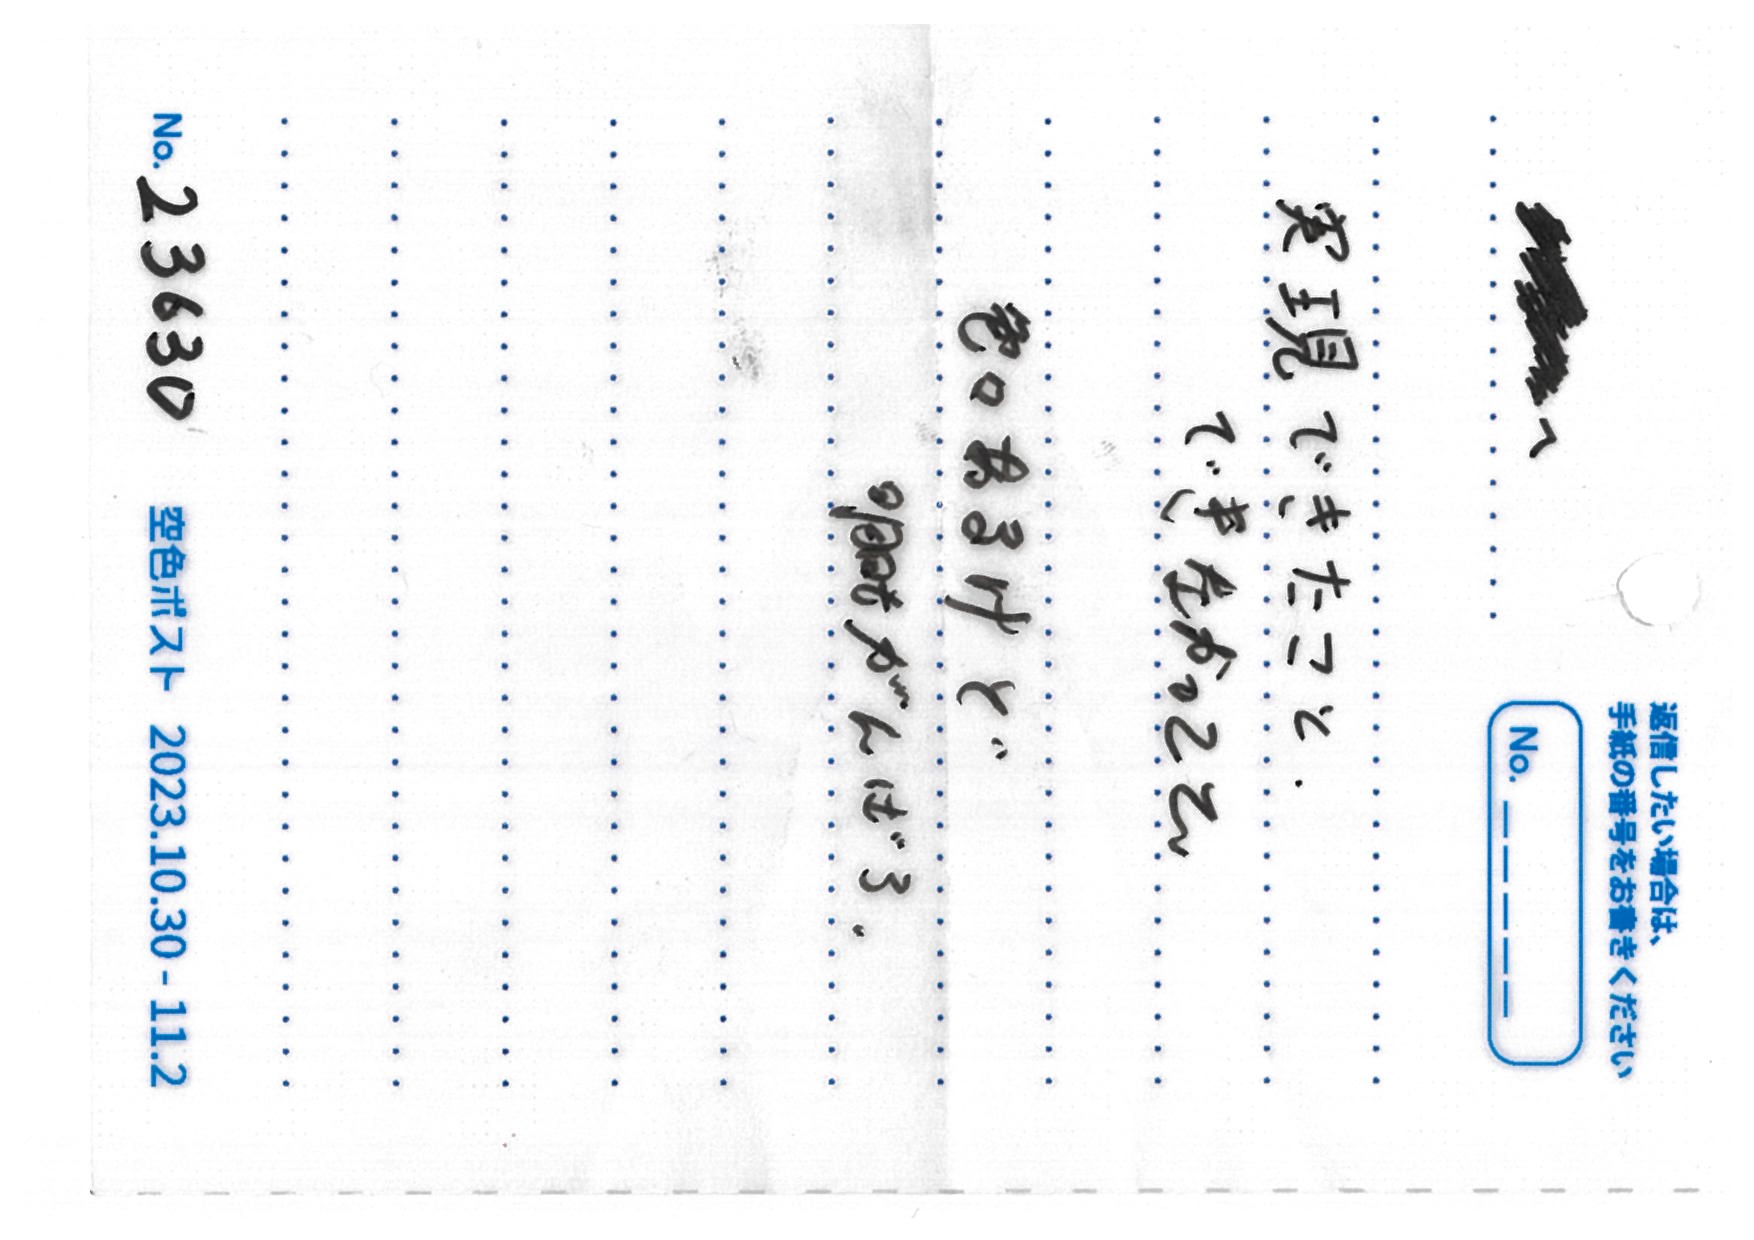 返信したい場合は、
手紙の番号をお書きください
へ
No. _ _ _ _ _
実現できたこと.
できなかってこと
色々あるけど
明日もがんばろ.
No. 23630 空色ポスト 2023.10.30 - 11.2